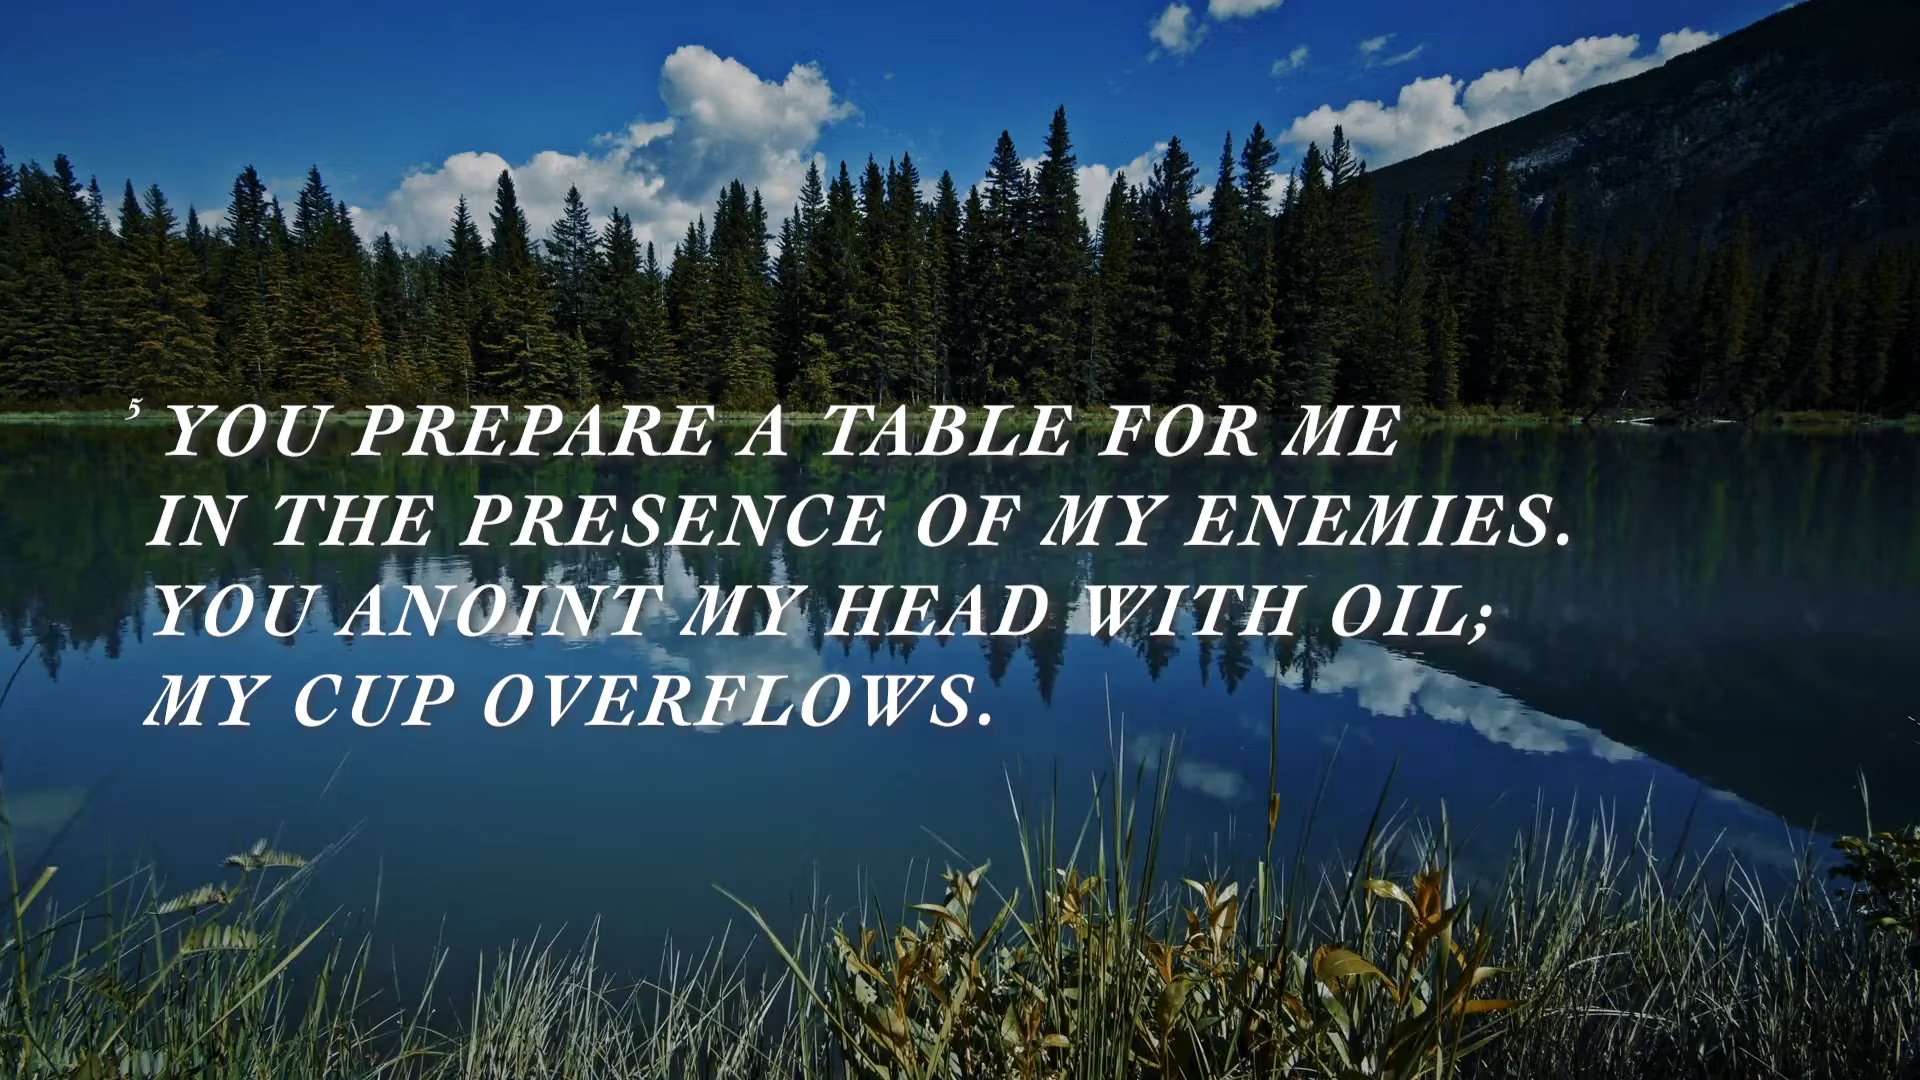 5 YOU PREPARE A TABLE FOR ME
IN THE PRESENCE OF MY ENEMIES.
YOU ANOINT MY HEAD WITH OIL;
MY CUP OVERFLOWS.